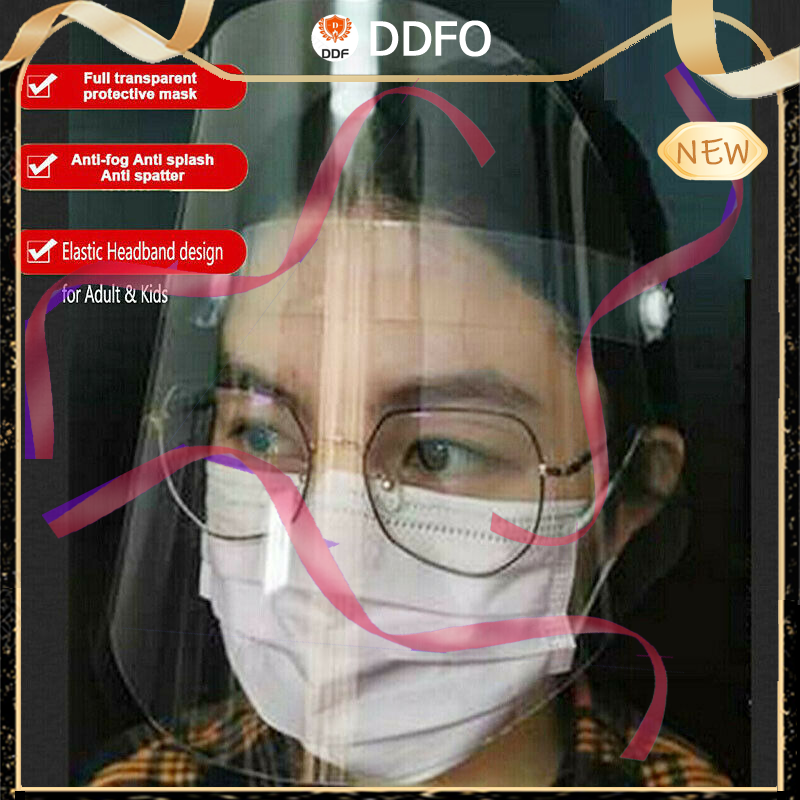 DDF
DDFO
Full transparent
protective mask
NEW
Anti-fog Anti splash
Anti spatter
Elastic Headband design
for Adult & Kids